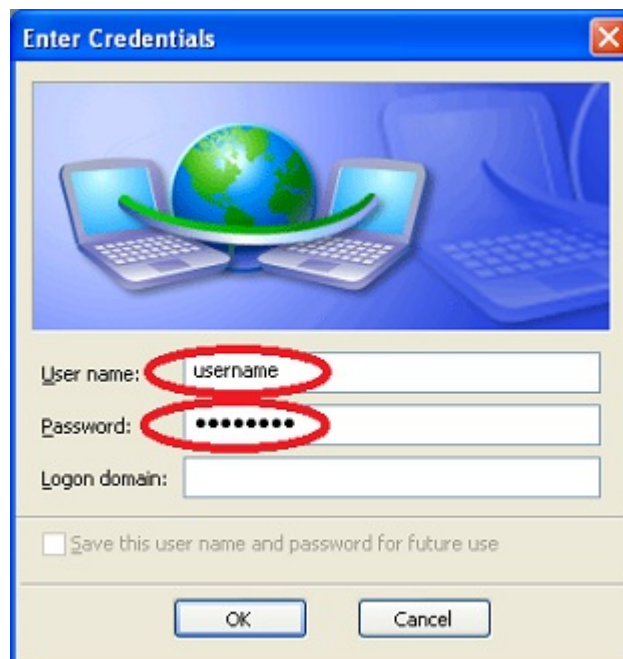 Enter Credentials
User name: username
Password: ••••••••
Logon domain:
Save this user name and password for future use
OK Cancel